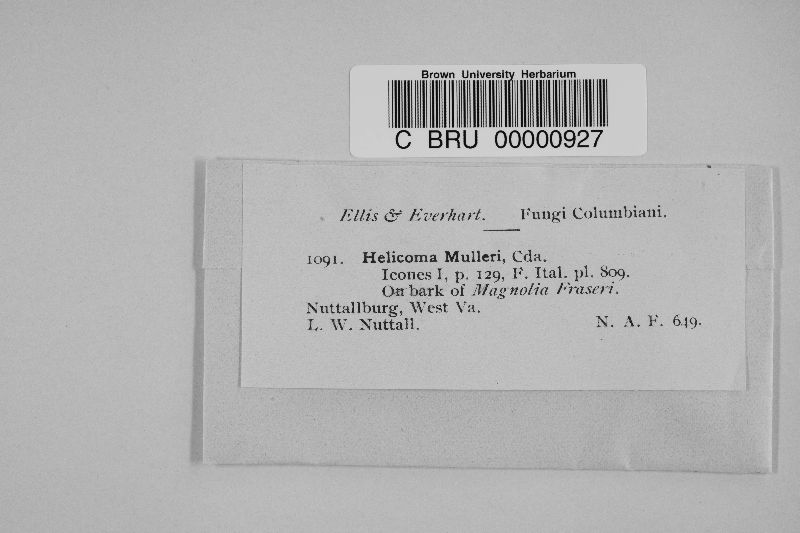 Brown University Herbarium
C BRU 00000927
Ellis & Everhart. Fungi Columbiani.
1091. Helicoma Mulleri, Cda.
Icones I, p. 129, F. Ital. pl. 809.
On bark of Magnolia Fraseri.
Nuttallburg, West Va.
L. W. Nuttall. N. A. F. 649.